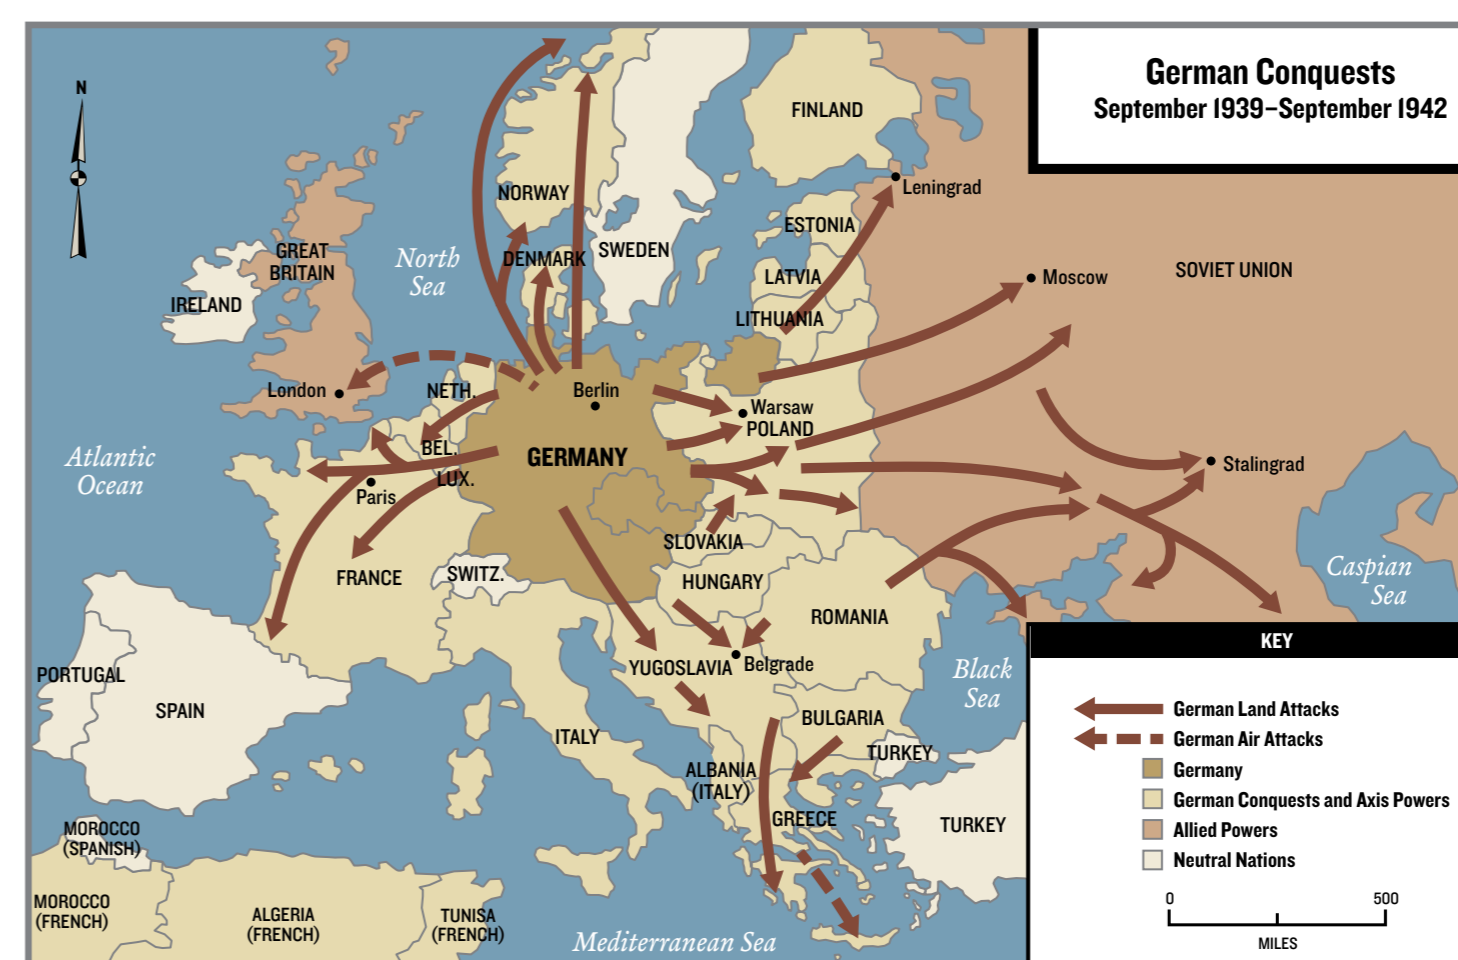 German Conquests
September 1939–September 1942
N
FINLAND
Leningrad
NORWAY
ESTONIA
SWEDEN
DENMARK
North
Sea
GREAT
BRITAIN
IRELAND
LATVIA
Moscow
SOVIET UNION
LITHUANIA
London
NETH.
Berlin
Warsaw
POLAND
BEL.
GERMANY
Atlantic
Ocean
LUX.
Paris
Stalingrad
SLOVAKIA
FRANCE
SWITZ.
HUNGARY
Caspian
Sea
ROMANIA
YUGOSLAVIA
Belgrade
Black
Sea
PORTUGAL
SPAIN
ITALY
BULGARIA
TURKEY
ALBANIA
(ITALY)
GREECE
TURKEY
MOROCCO
(SPANISH)
MOROCCO
(FRENCH)
ALGERIA
(FRENCH)
TUNISA
(FRENCH)
Mediterranean Sea
KEY
German Land Attacks
German Air Attacks
Germany
German Conquests and Axis Powers
Allied Powers
Neutral Nations
0 500
MILES